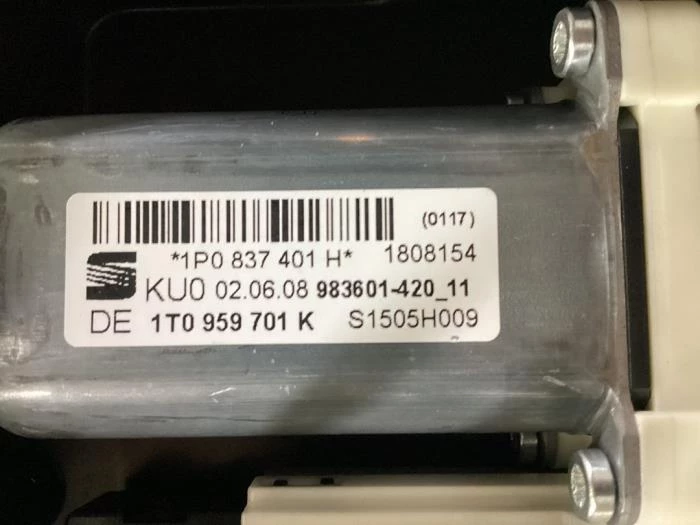 (0117)
*1P0 837 401 H* 1808154
KU0 02.06.08 983601-420_11
DE 1T0 959 701 K S1505H009